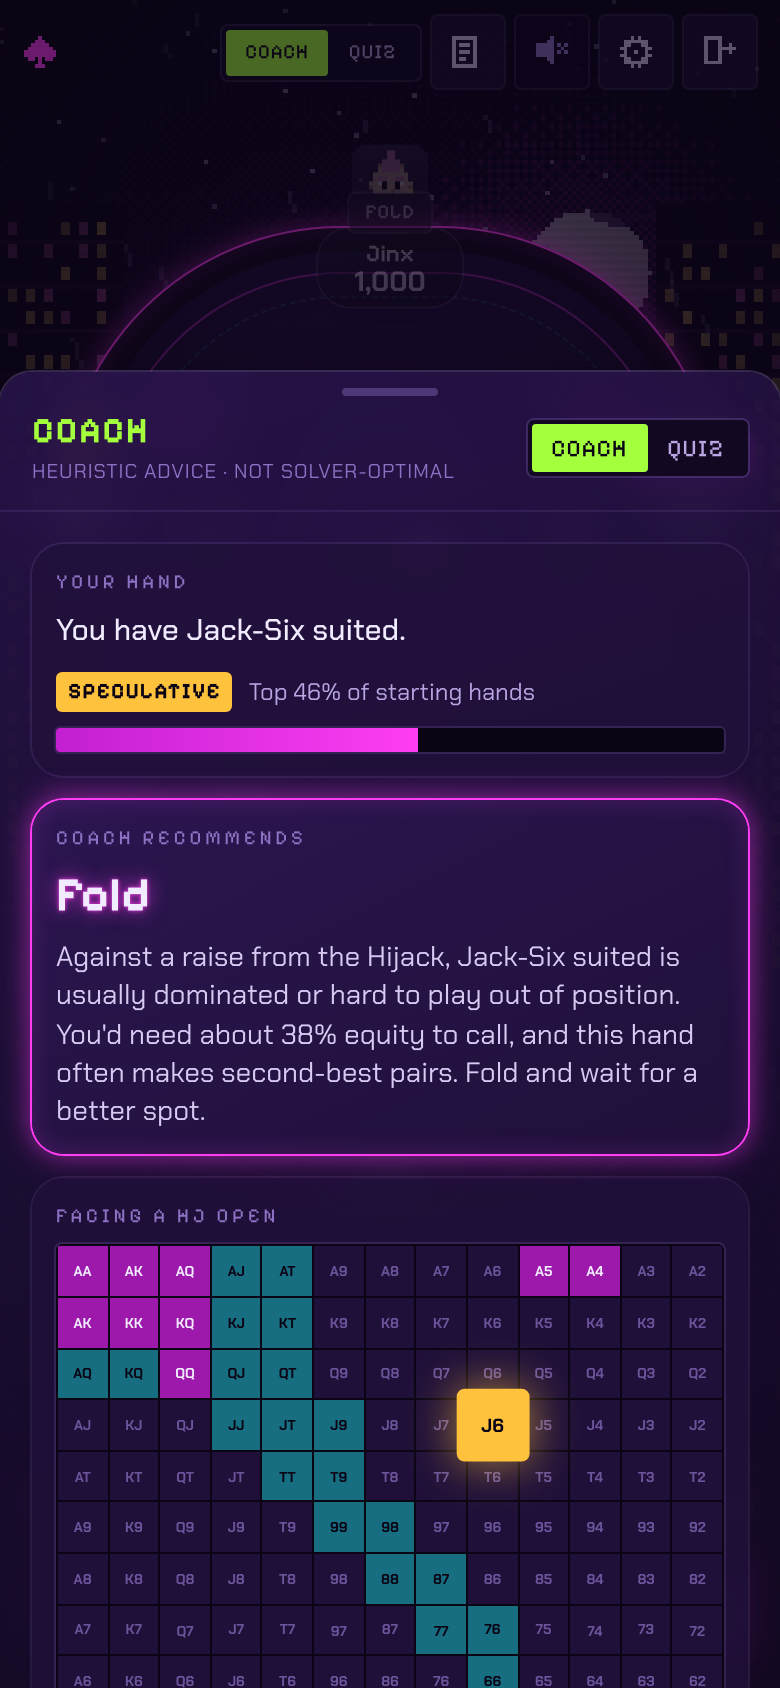 COACH QUIZ
FOLD
Jinx
1,000
COACH
HEURISTIC ADVICE · NOT SOLVER-OPTIMAL
COACH QUIZ
YOUR HAND
You have Jack-Six suited.
SPECULATIVE Top 46% of starting hands
COACH RECOMMENDS
Fold
Against a raise from the Hijack, Jack-Six suited is
usually dominated or hard to play out of position.
You'd need about 38% equity to call, and this hand
often makes second-best pairs. Fold and wait for a
better spot.
FACING A HJ OPEN
AA AK AQ AJ AT A9 A8 A7 A6 A5 A4 A3 A2
AK KK KQ KJ KT K9 K8 K7 K6 K5 K4 K3 K2
AQ KQ QQ QJ QT Q9 Q8 Q7 Q6 Q5 Q4 Q3 Q2
AJ KJ QJ JJ JT J9 J8 J7 J6 J5 J4 J3 J2
AT KT QT JT TT T9 T8 T7 T6 T5 T4 T3 T2
A9 K9 Q9 J9 T9 99 98 97 96 95 94 93 92
A8 K8 Q8 J8 T8 98 88 87 86 85 84 83 82
A7 K7 Q7 J7 T7 97 87 77 76 75 74 73 72
A6 K6 Q6 J6 T6 96 86 76 66 65 64 63 62